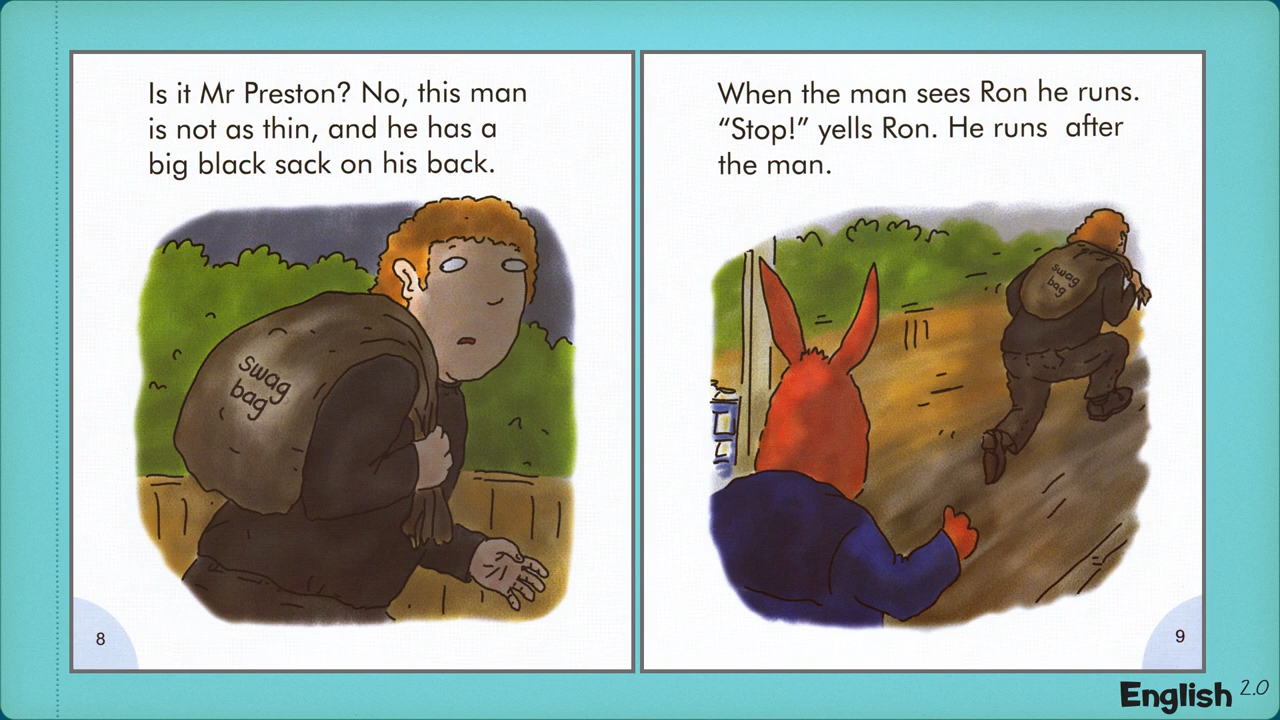 Is it Mr Preston? No, this man
is not as thin, and he has a
big black sack on his back.
swag
bag
8
When the man sees Ron he runs.
“Stop!” yells Ron. He runs after
the man.
swag
bag
9
English 2.0